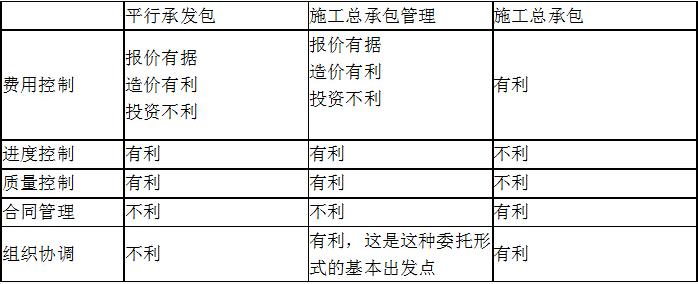 平行承发包 施工总承包管理 施工总承包
费用控制 报价有据 报价有据 有利
造价有利 造价有利
投资不利 投资不利
进度控制 有利 有利 不利
质量控制 有利 有利 不利
合同管理 不利 不利 有利
组织协调 不利 有利，这是这种委托形 有利
式的基本出发点